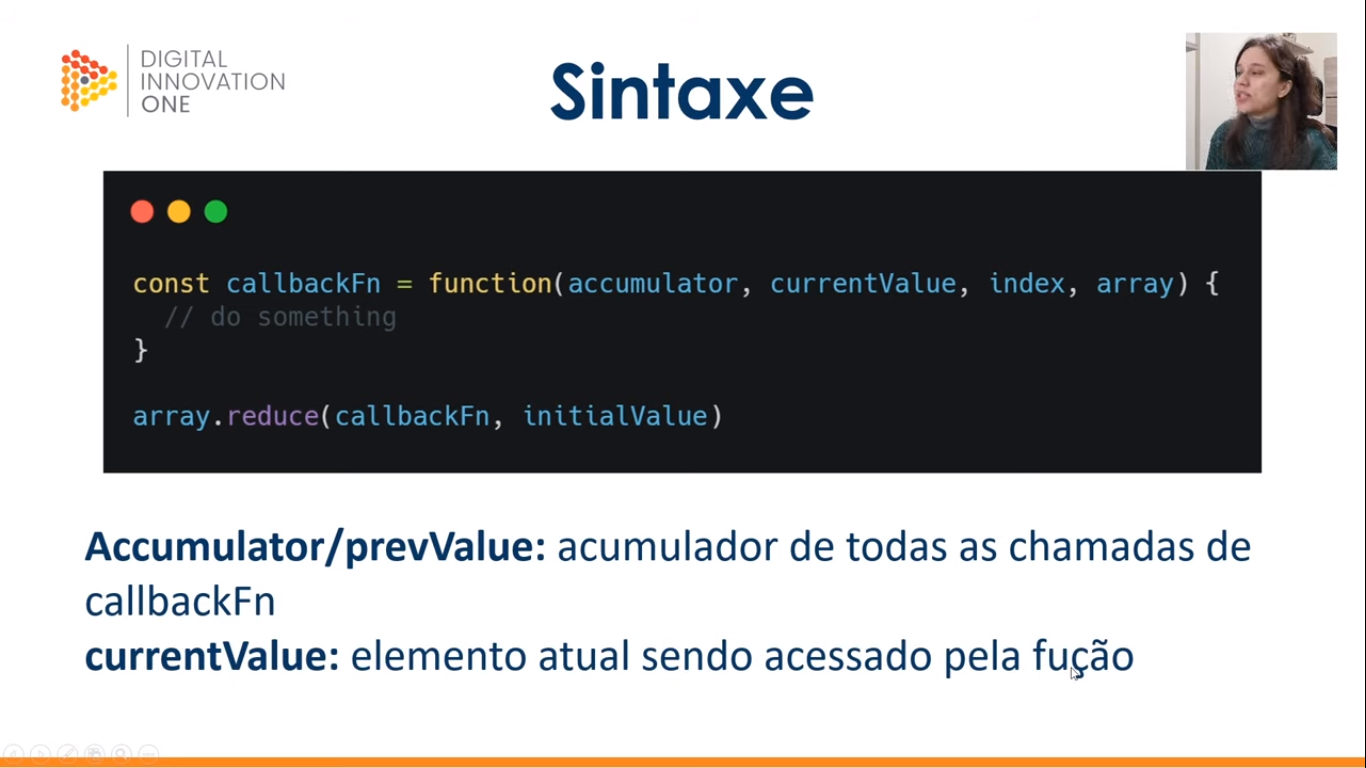 DIGITAL
INNOVATION
ONE
Sintaxe
const callbackFn = function(accumulator, currentValue, index, array) {
// do something
}
array.reduce(callbackFn, initialValue)
Accumulator/prevValue: acumulador de todas as chamadas de
callbackFn
currentValue: elemento atual sendo acessado pela fução